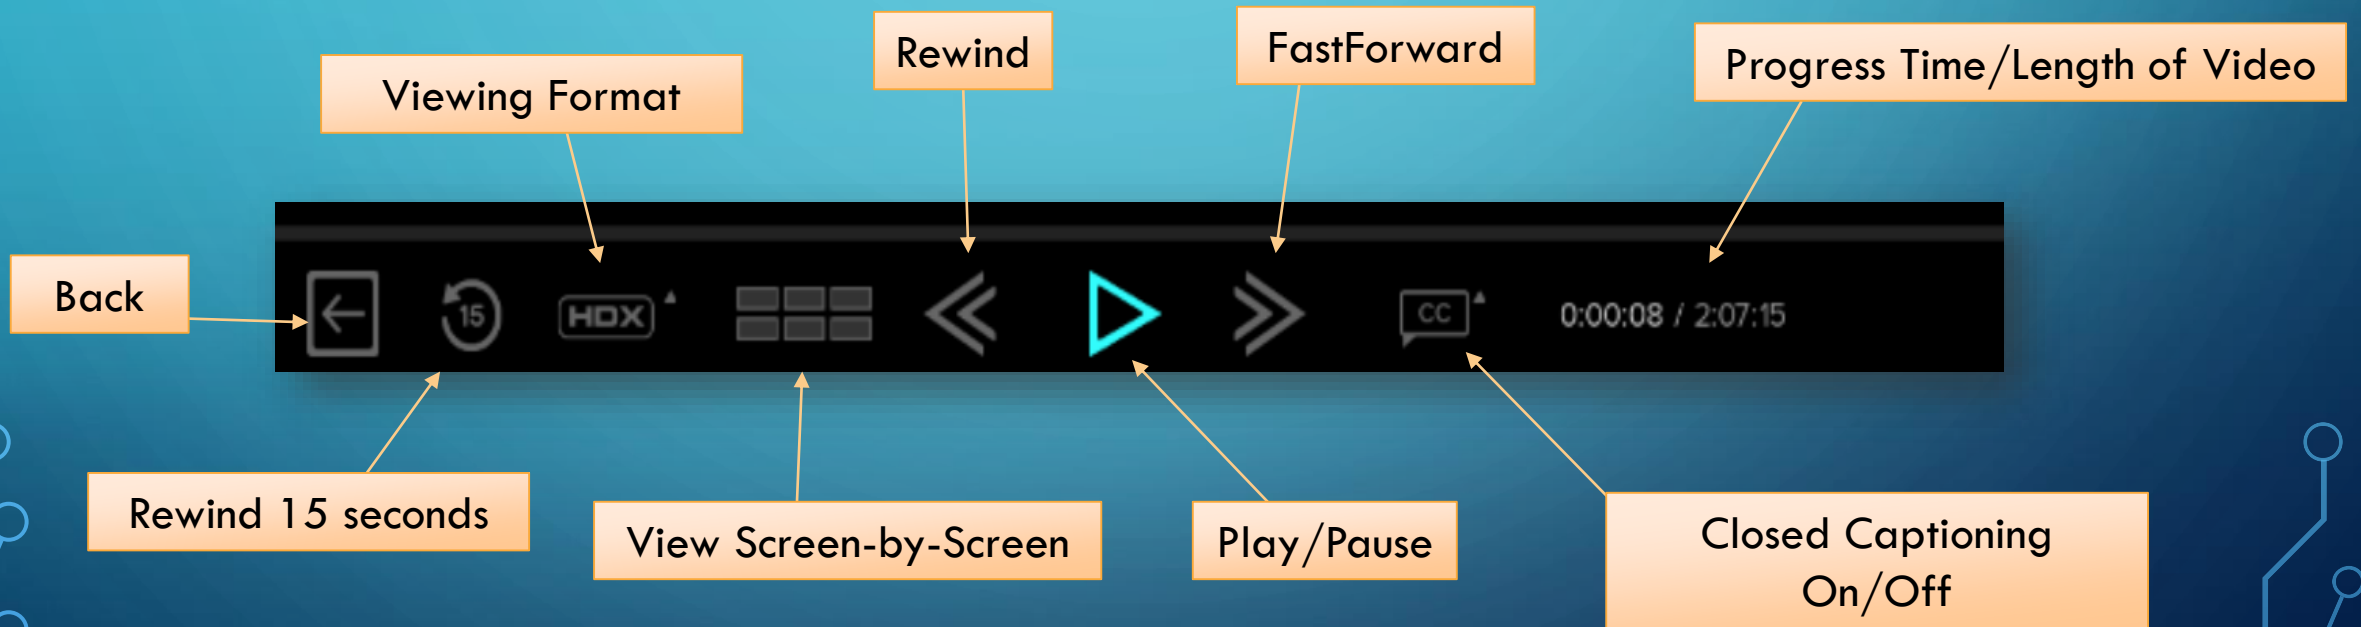 Viewing Format
Rewind
FastForward
Progress Time/Length of Video
Back
15
HDX
CC
0:00:08 / 2:07:15
Rewind 15 seconds
View Screen-by-Screen
Play/Pause
Closed Captioning
On/Off